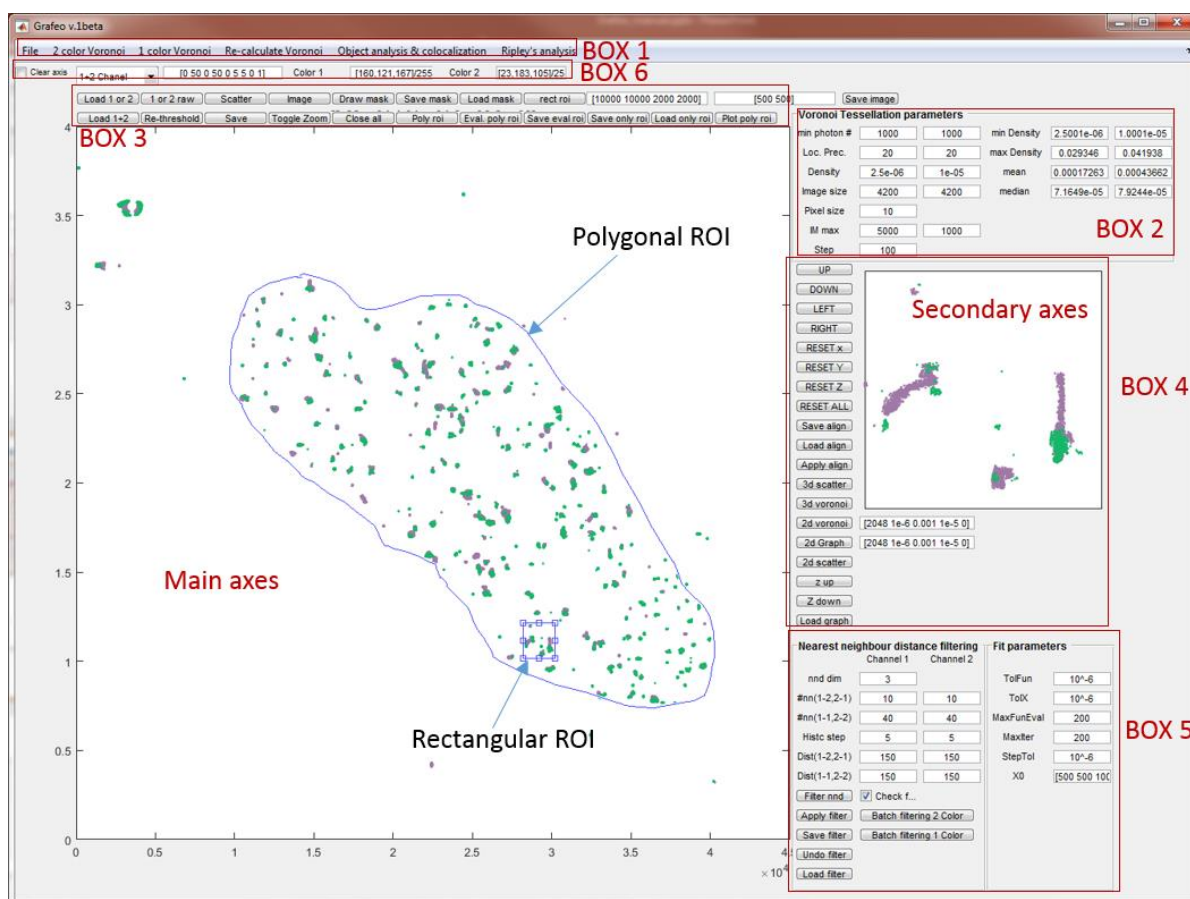 Grafeo v.1beta
File 2 color Voronoi 1 color Voronoi Re-calculate Voronoi Object analysis & colocalization Ripley's analysis BOX 1
Clear axis 1+2 Chanel [0 50 0 50 0 5 5 0 1] Color 1 [160,121,167]/255 Color 2 [23,183,105]/25 BOX 6
Load 1 or 2 1 or 2 raw Scatter Image Draw mask Save mask Load mask rect roi [10000 10000 2000 2000] [500 500] Save image
Load 1+2 Re-threshold Save Toggle Zoom Close all Poly roi Eval. poly roi Save eval roi Save only roi Load only roi Plot poly roi
BOX 3
Voronoi Tessellation parameters
min photon # 1000 1000 min Density 2.5001e-06 1.0001e-05
Loc. Prec. 20 20 max Density 0.029346 0.041938
Density 2.5e-06 1e-05 mean 0.00017263 0.00043662
Image size 4200 4200 median 7.1649e-05 7.9244e-05
Pixel size 10
IM max 5000 1000
Step 100
BOX 2
UP
DOWN
LEFT
RIGHT
RESET x
RESET Y
RESET Z
RESET ALL
Save align
Load align
Apply align
3d scatter
3d voronoi
2d voronoi [2048 1e-6 0.001 1e-5 0]
2d Graph [2048 1e-6 0.001 1e-5 0]
2d scatter
z up
Z down
Load graph
Secondary axes
BOX 4
Polygonal ROI
Main axes
Rectangular ROI
4
3.5
3
2.5
2
1.5
1
0.5
0
0 0.5 1 1.5 2 2.5 3 3.5 4 4.5
× 10^4
Nearest neighbour distance filtering
Channel 1 Channel 2
nnd dim 3
#nn(1-2,2-1) 10 10
#nn(1-1,2-2) 40 40
Histc step 5 5
Dist(1-2,2-1) 150 150
Dist(1-1,2-2) 150 150
Filter nnd Check f...
Apply filter Batch filtering 2 Color
Save filter Batch filtering 1 Color
Undo filter
Load filter
Fit parameters
TolFun 10^-6
TolX 10^-6
MaxFunEval 200
MaxIter 200
StepTol 10^-6
X0 [500 500 100
BOX 5